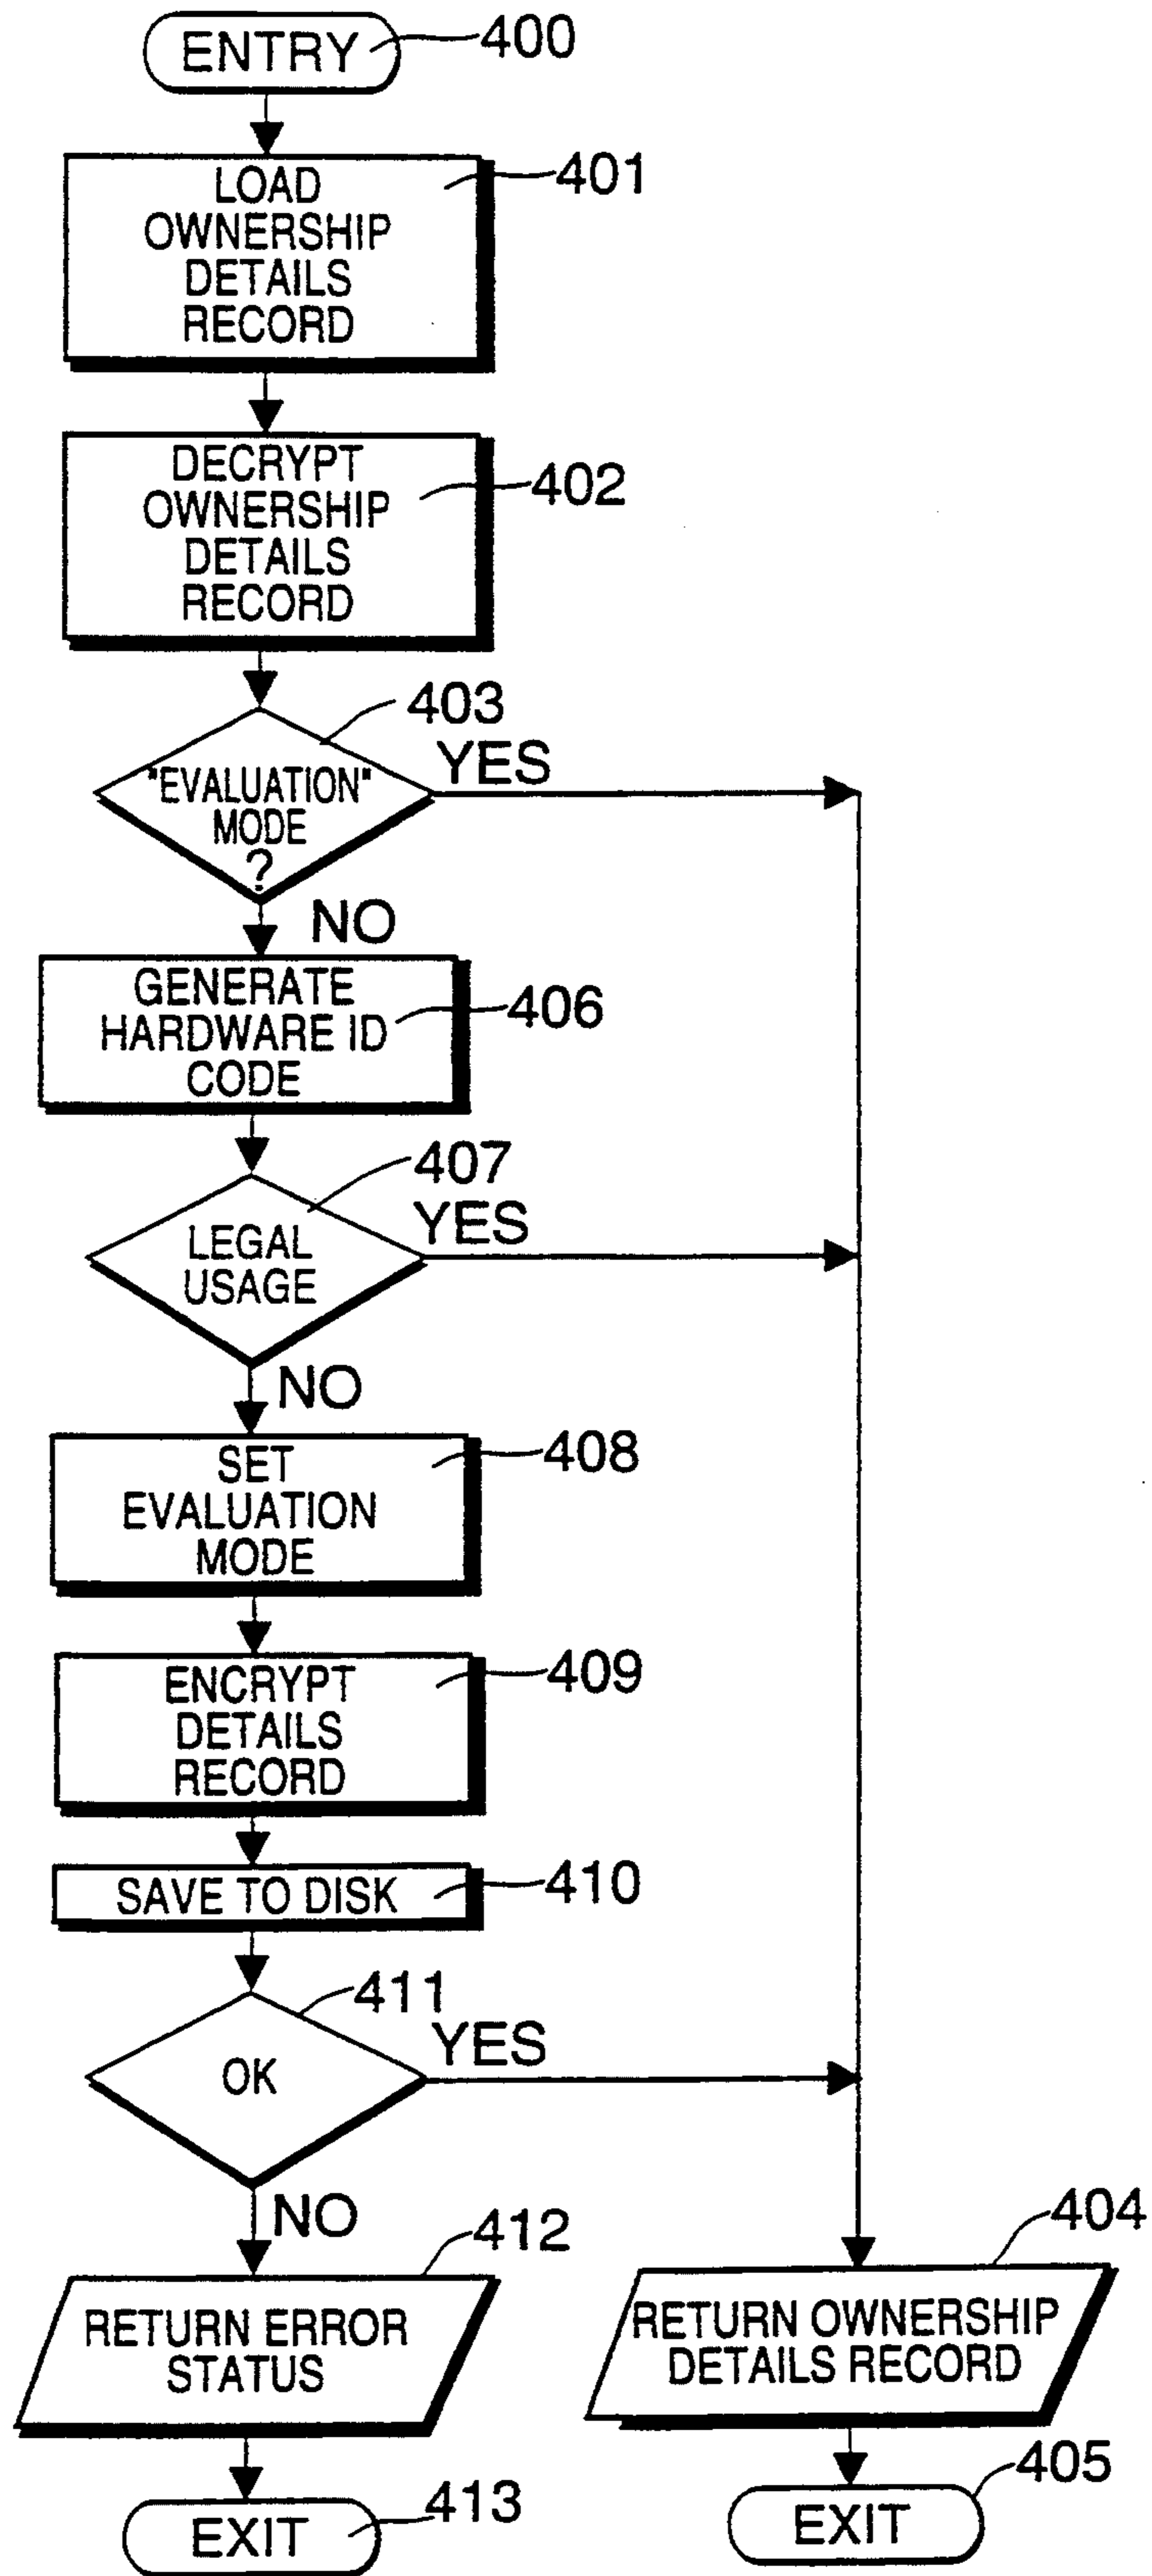 ENTRY
400
LOAD
OWNERSHIP
DETAILS
RECORD
401
DECRYPT
OWNERSHIP
DETAILS
RECORD
402
403
"EVALUATION"
MODE
?
YES
NO
GENERATE
HARDWARE ID
CODE
406
407
LEGAL
USAGE
YES
NO
SET
EVALUATION
MODE
408
ENCRYPT
DETAILS
RECORD
409
SAVE TO DISK
410
411
OK
YES
NO
412
RETURN ERROR
STATUS
404
RETURN OWNERSHIP
DETAILS RECORD
EXIT
413
EXIT
405